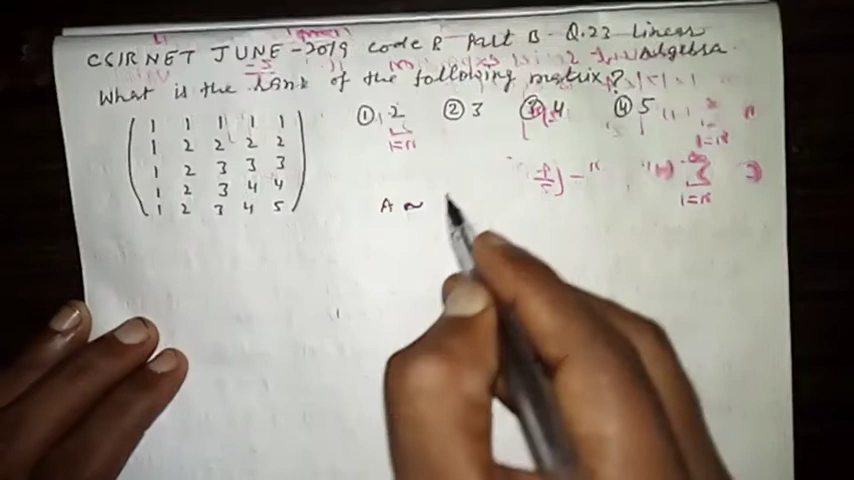 CSIR NET JUNE-2019 Code B Part B Q.23 Linear Algebra
What is the rank of the following matrix?
① 2 ② 3 ③ 4 ④ 5
1 1 1 1 1
1 2 2 2 2
1 2 3 3 3
1 2 3 4 4
1 2 3 4 5
A ~